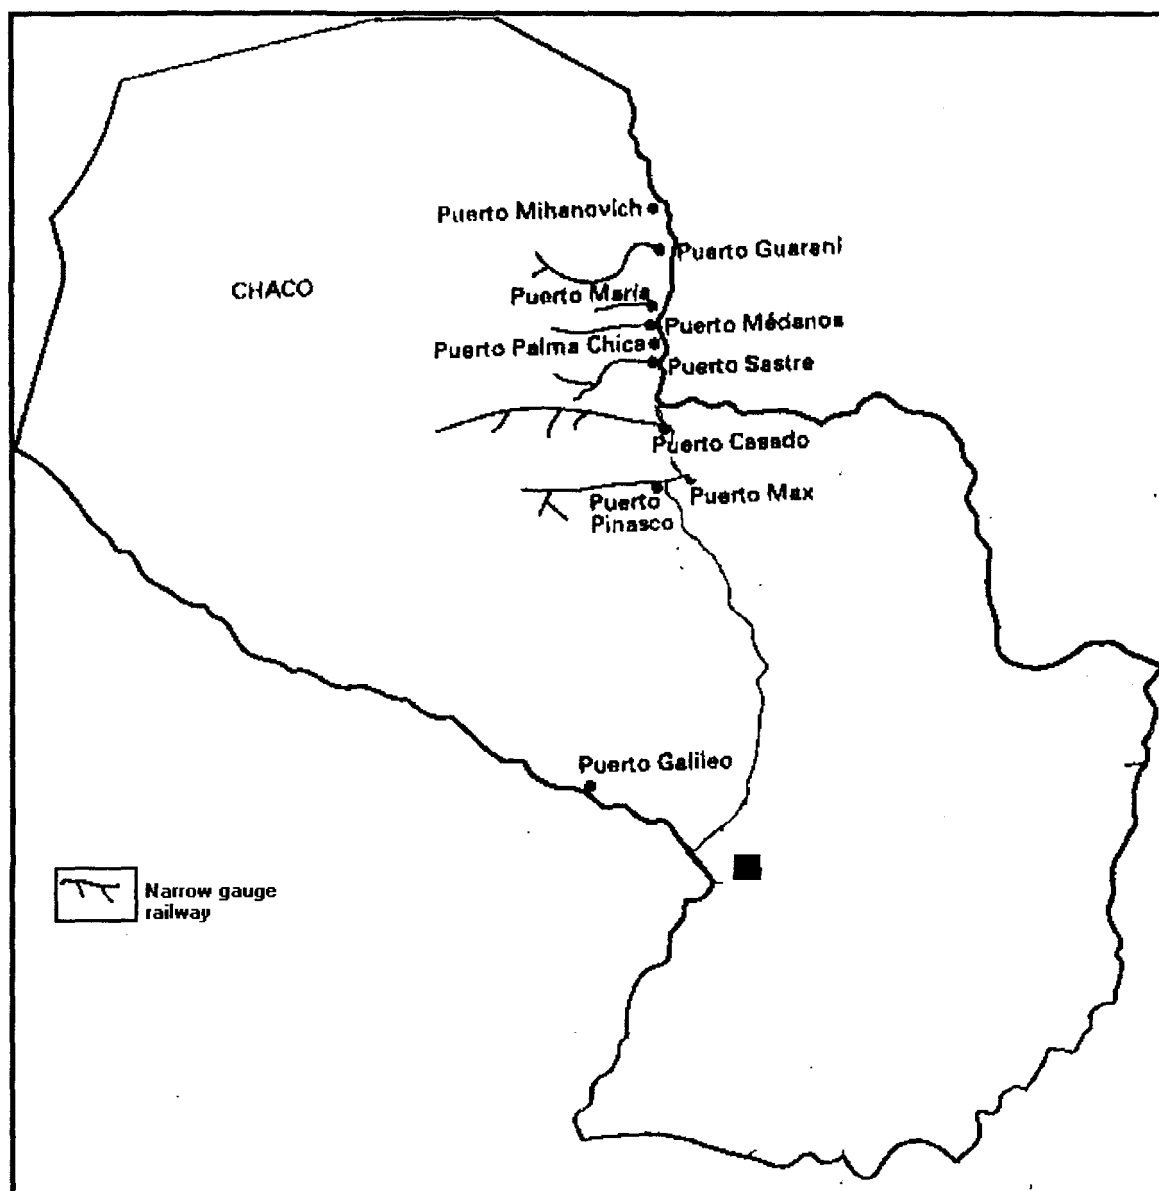 Puerto Mihanovich
Puerto Guaraní
CHACO
Puerto María
Puerto Médanos
Puerto Palma Chica
Puerto Sastre
Puerto Casado
Puerto Max
Puerto
Pinasco
Puerto Galileo
Narrow gauge
railway